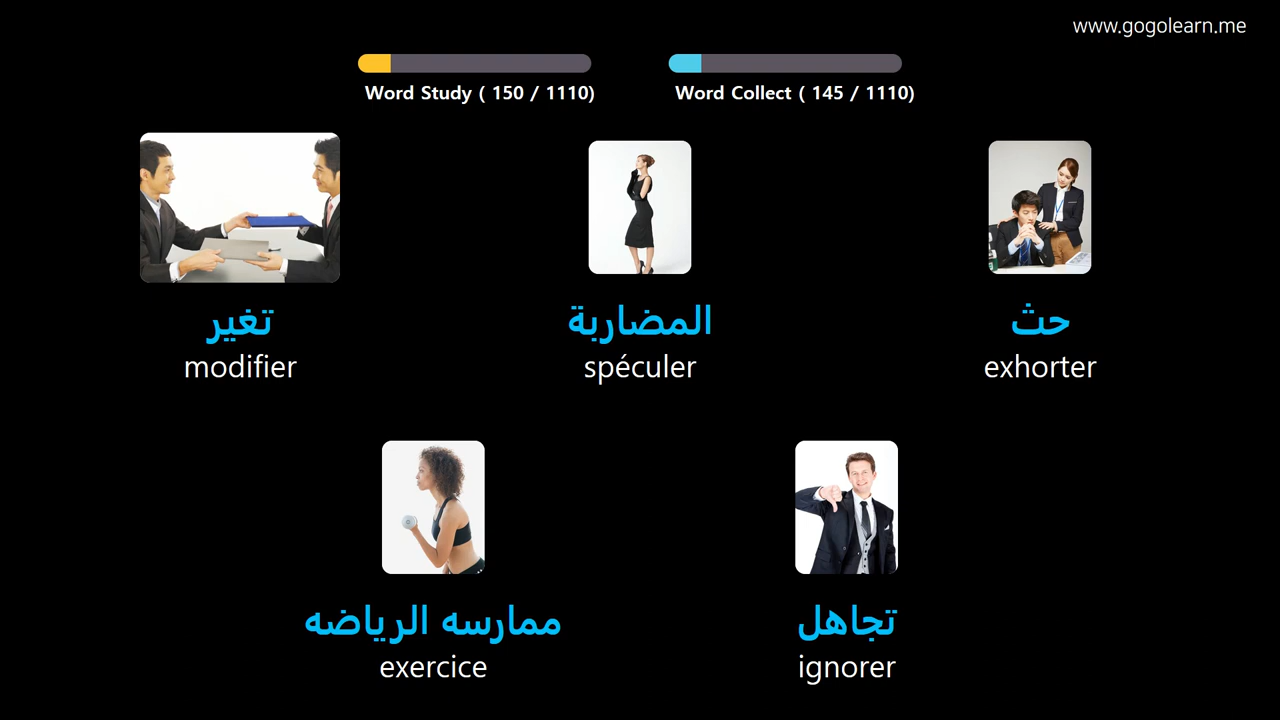 www.gogolearn.me
Word Study ( 150 / 1110)
Word Collect ( 145 / 1110)
تغير
modifier
المضاربة
spéculer
حث
exhorter
ممارسه الرياضه
exercice
تجاهل
ignorer